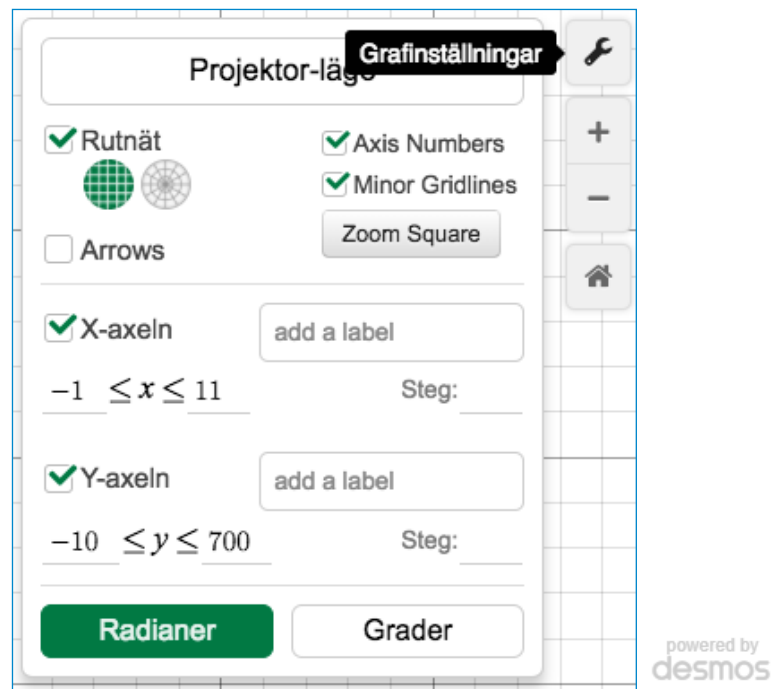 Projektor-läge Grafinställningar
Rutnät
Axis Numbers
Minor Gridlines
Arrows
Zoom Square
X-axeln add a label
−1 ≤ x ≤ 11 Steg:
Y-axeln add a label
−10 ≤ y ≤ 700 Steg:
Radianer Grader
powered by
desmos